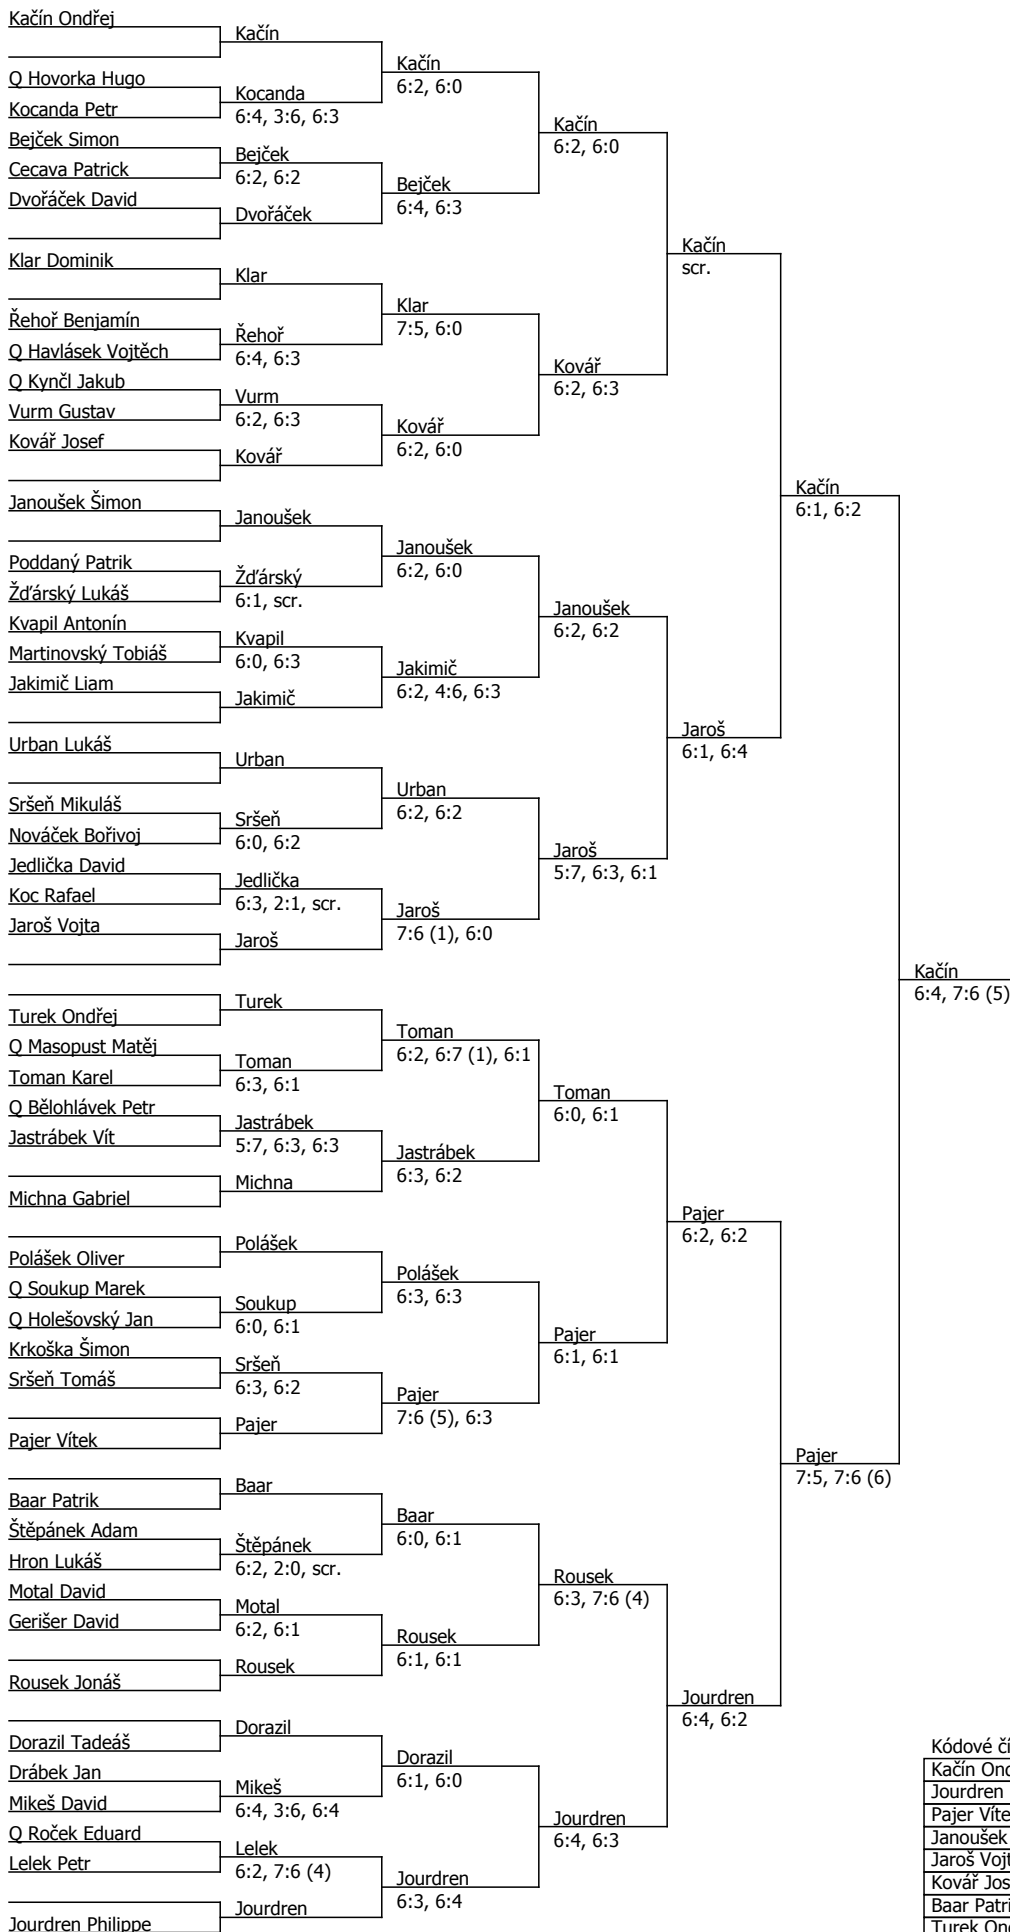 Kačín Ondřej
Q Hovorka Hugo
Kocanda Petr
Bejček Simon
Cecava Patrick
Dvořáček David
Klar Dominik
Řehoř Benjamín
Q Havlásek Vojtěch
Q Kynčl Jakub
Vurm Gustav
Kovář Josef
Janoušek Šimon
Poddaný Patrik
Žďárský Lukáš
Kvapil Antonín
Martinovský Tobiáš
Jakimič Liam
Urban Lukáš
Sršeň Mikuláš
Nováček Bořivoj
Jedlička David
Koc Rafael
Jaroš Vojta
Turek Ondřej
Q Masopust Matěj
Toman Karel
Q Bělohlávek Petr
Jastrábek Vít
Michna Gabriel
Polášek Oliver
Q Soukup Marek
Q Holešovský Jan
Krkoška Šimon
Sršeň Tomáš
Pajer Vítek
Baar Patrik
Štěpánek Adam
Hron Lukáš
Motal David
Gerišer David
Rousek Jonáš
Dorazil Tadeáš
Drábek Jan
Mikeš David
Q Roček Eduard
Lelek Petr
Jourdren Philippe
Kačín
Kocanda
6:4, 3:6, 6:3
Bejček
6:2, 6:2
Dvořáček
Klar
Řehoř
6:4, 6:3
Vurm
6:2, 6:3
Kovář
Janoušek
Žďárský
6:1, scr.
Kvapil
6:0, 6:3
Jakimič
Urban
Sršeň
6:0, 6:2
Jedlička
6:3, 2:1, scr.
Jaroš
Turek
Toman
6:3, 6:1
Jastrábek
5:7, 6:3, 6:3
Michna
Polášek
Soukup
6:0, 6:1
Sršeň
6:3, 6:2
Pajer
Baar
Štěpánek
6:2, 2:0, scr.
Motal
6:2, 6:1
Rousek
Dorazil
Mikeš
6:4, 3:6, 6:4
Lelek
6:2, 7:6 (4)
Jourdren
Kačín
6:2, 6:0
Bejček
6:4, 6:3
Klar
7:5, 6:0
Kovář
6:2, 6:0
Janoušek
6:2, 6:0
Jakimič
6:2, 4:6, 6:3
Urban
6:2, 6:2
Jaroš
7:6 (1), 6:0
Toman
6:2, 6:7 (1), 6:1
Jastrábek
6:3, 6:2
Polášek
6:3, 6:3
Pajer
7:6 (5), 6:3
Baar
6:0, 6:1
Rousek
6:1, 6:1
Dorazil
6:1, 6:0
Jourdren
6:3, 6:4
Kačín
6:2, 6:0
Kovář
6:2, 6:3
Janoušek
6:2, 6:2
Jaroš
5:7, 6:3, 6:1
Toman
6:0, 6:1
Pajer
6:1, 6:1
Rousek
6:3, 7:6 (4)
Jourdren
6:4, 6:3
Kačín
scr.
Jaroš
6:1, 6:4
Pajer
6:2, 6:2
Jourdren
6:4, 6:2
Kačín
6:1, 6:2
Pajer
7:5, 7:6 (6)
Kačín
6:4, 7:6 (5)
Kódové čí
Kačín Ond
Jourdren
Pajer Víte
Janoušek
Jaroš Vojt
Kovář Jos
Baar Patri
Turek Ond